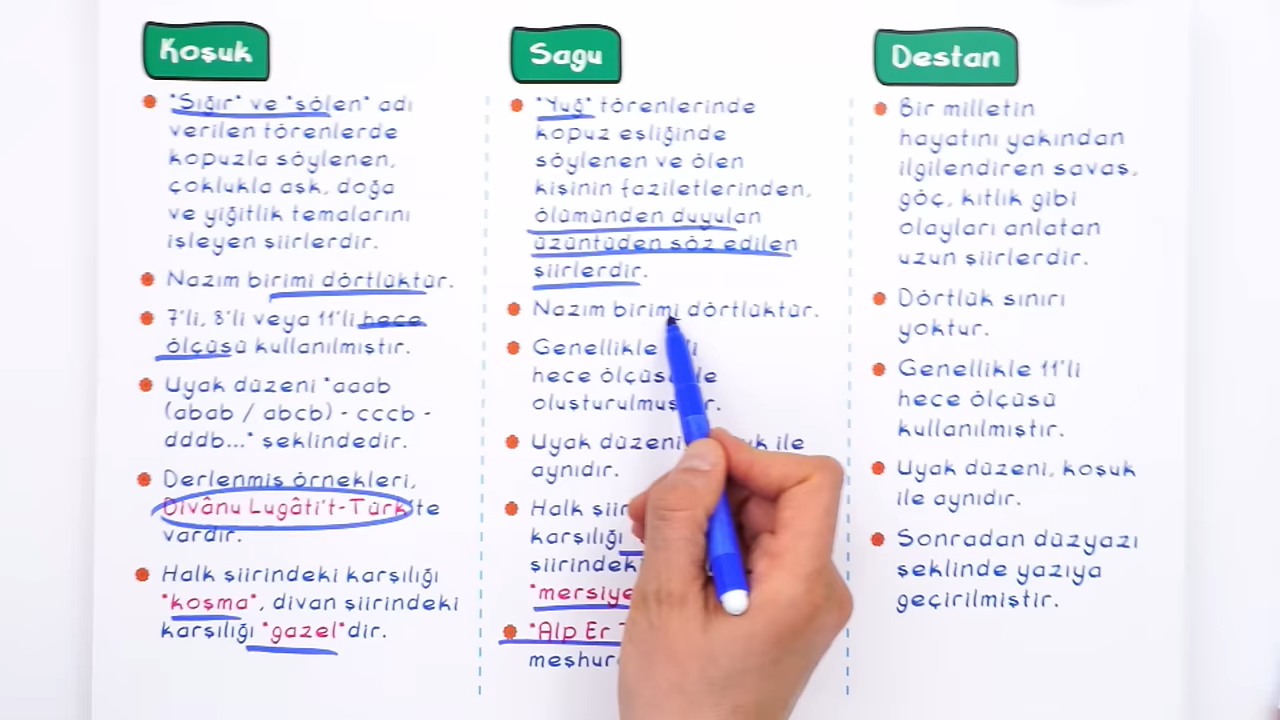 Koşuk
"Sığır" ve "şölen" adı
verilen törenlerde
kopuzla söylenen,
çoklukla aşk, doğa
ve yiğitlik temalarını
işleyen şiirlerdir.
Nazım birimi dörtlüktür.
7'li, 8'li veya 11'li hece
ölçüsü kullanılmıştır.
Uyak düzeni "aaab
(abab / abcb) - cccb -
dddb..." şeklindedir.
Derlenmiş örnekleri,
Divânu Lugâti't-Türk'te
vardır.
Halk şiirindeki karşılığı
"koşma", divan şiirindeki
karşılığı "gazel"dir.
Sagu
"Yuğ" törenlerinde
kopuz eşliğinde
söylenen ve ölen
kişinin faziletlerinden,
ölümünden duyulan
üzüntüden söz edilen
şiirlerdir.
Nazım birimi dörtlüktür.
Genellikle
hece
oluşturulmuştur.
Uyak düzeni, ile
aynıdır.
Halk
karşılığı
şiirindeki
"mersiye
"Alp Er
Destan
Bir milletin
hayatını yakından
ilgilendiren savaş,
göç, kıtlık gibi
olayları anlatan
uzun şiirlerdir.
Dörtlük sınırı
yoktur.
Genellikle 11'li
hece ölçüsü
kullanılmıştır.
Uyak düzeni, koşuk
ile aynıdır.
Sonradan düzyazı
şeklinde yazıya
geçirilmiştir.